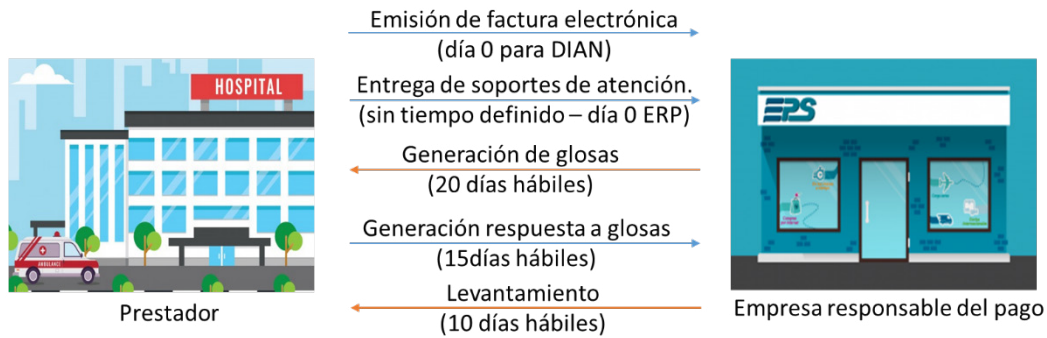 Emisión de factura electrónica
(día 0 para DIAN)
HOSPITAL
Entrega de soportes de atención.
(sin tiempo definido – día 0 ERP)
EPS
Generación de glosas
(20 días hábiles)
Generación respuesta a glosas
(15días hábiles)
AMBULANCE
Levantamiento
(10 días hábiles)
Prestador
Empresa responsable del pago